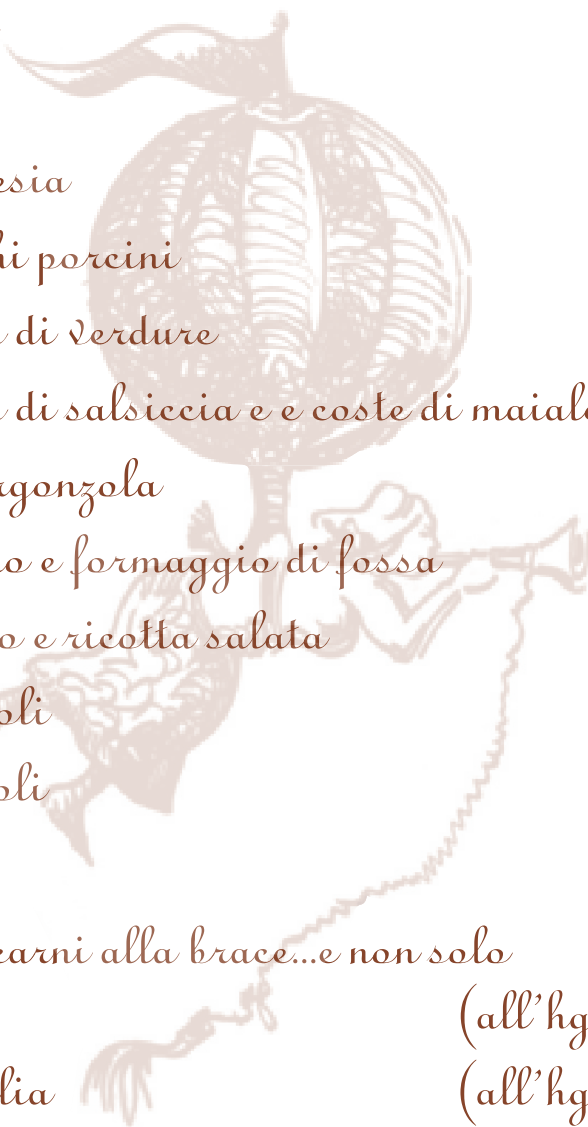 esia
hi porcini
di verdure
di salsiccia e e coste di maiale
rgonzola
o e formaggio di fossa
o e ricotta salata
oli
oli
carni alla brace...e non solo
(all'hg
lia (all'hg